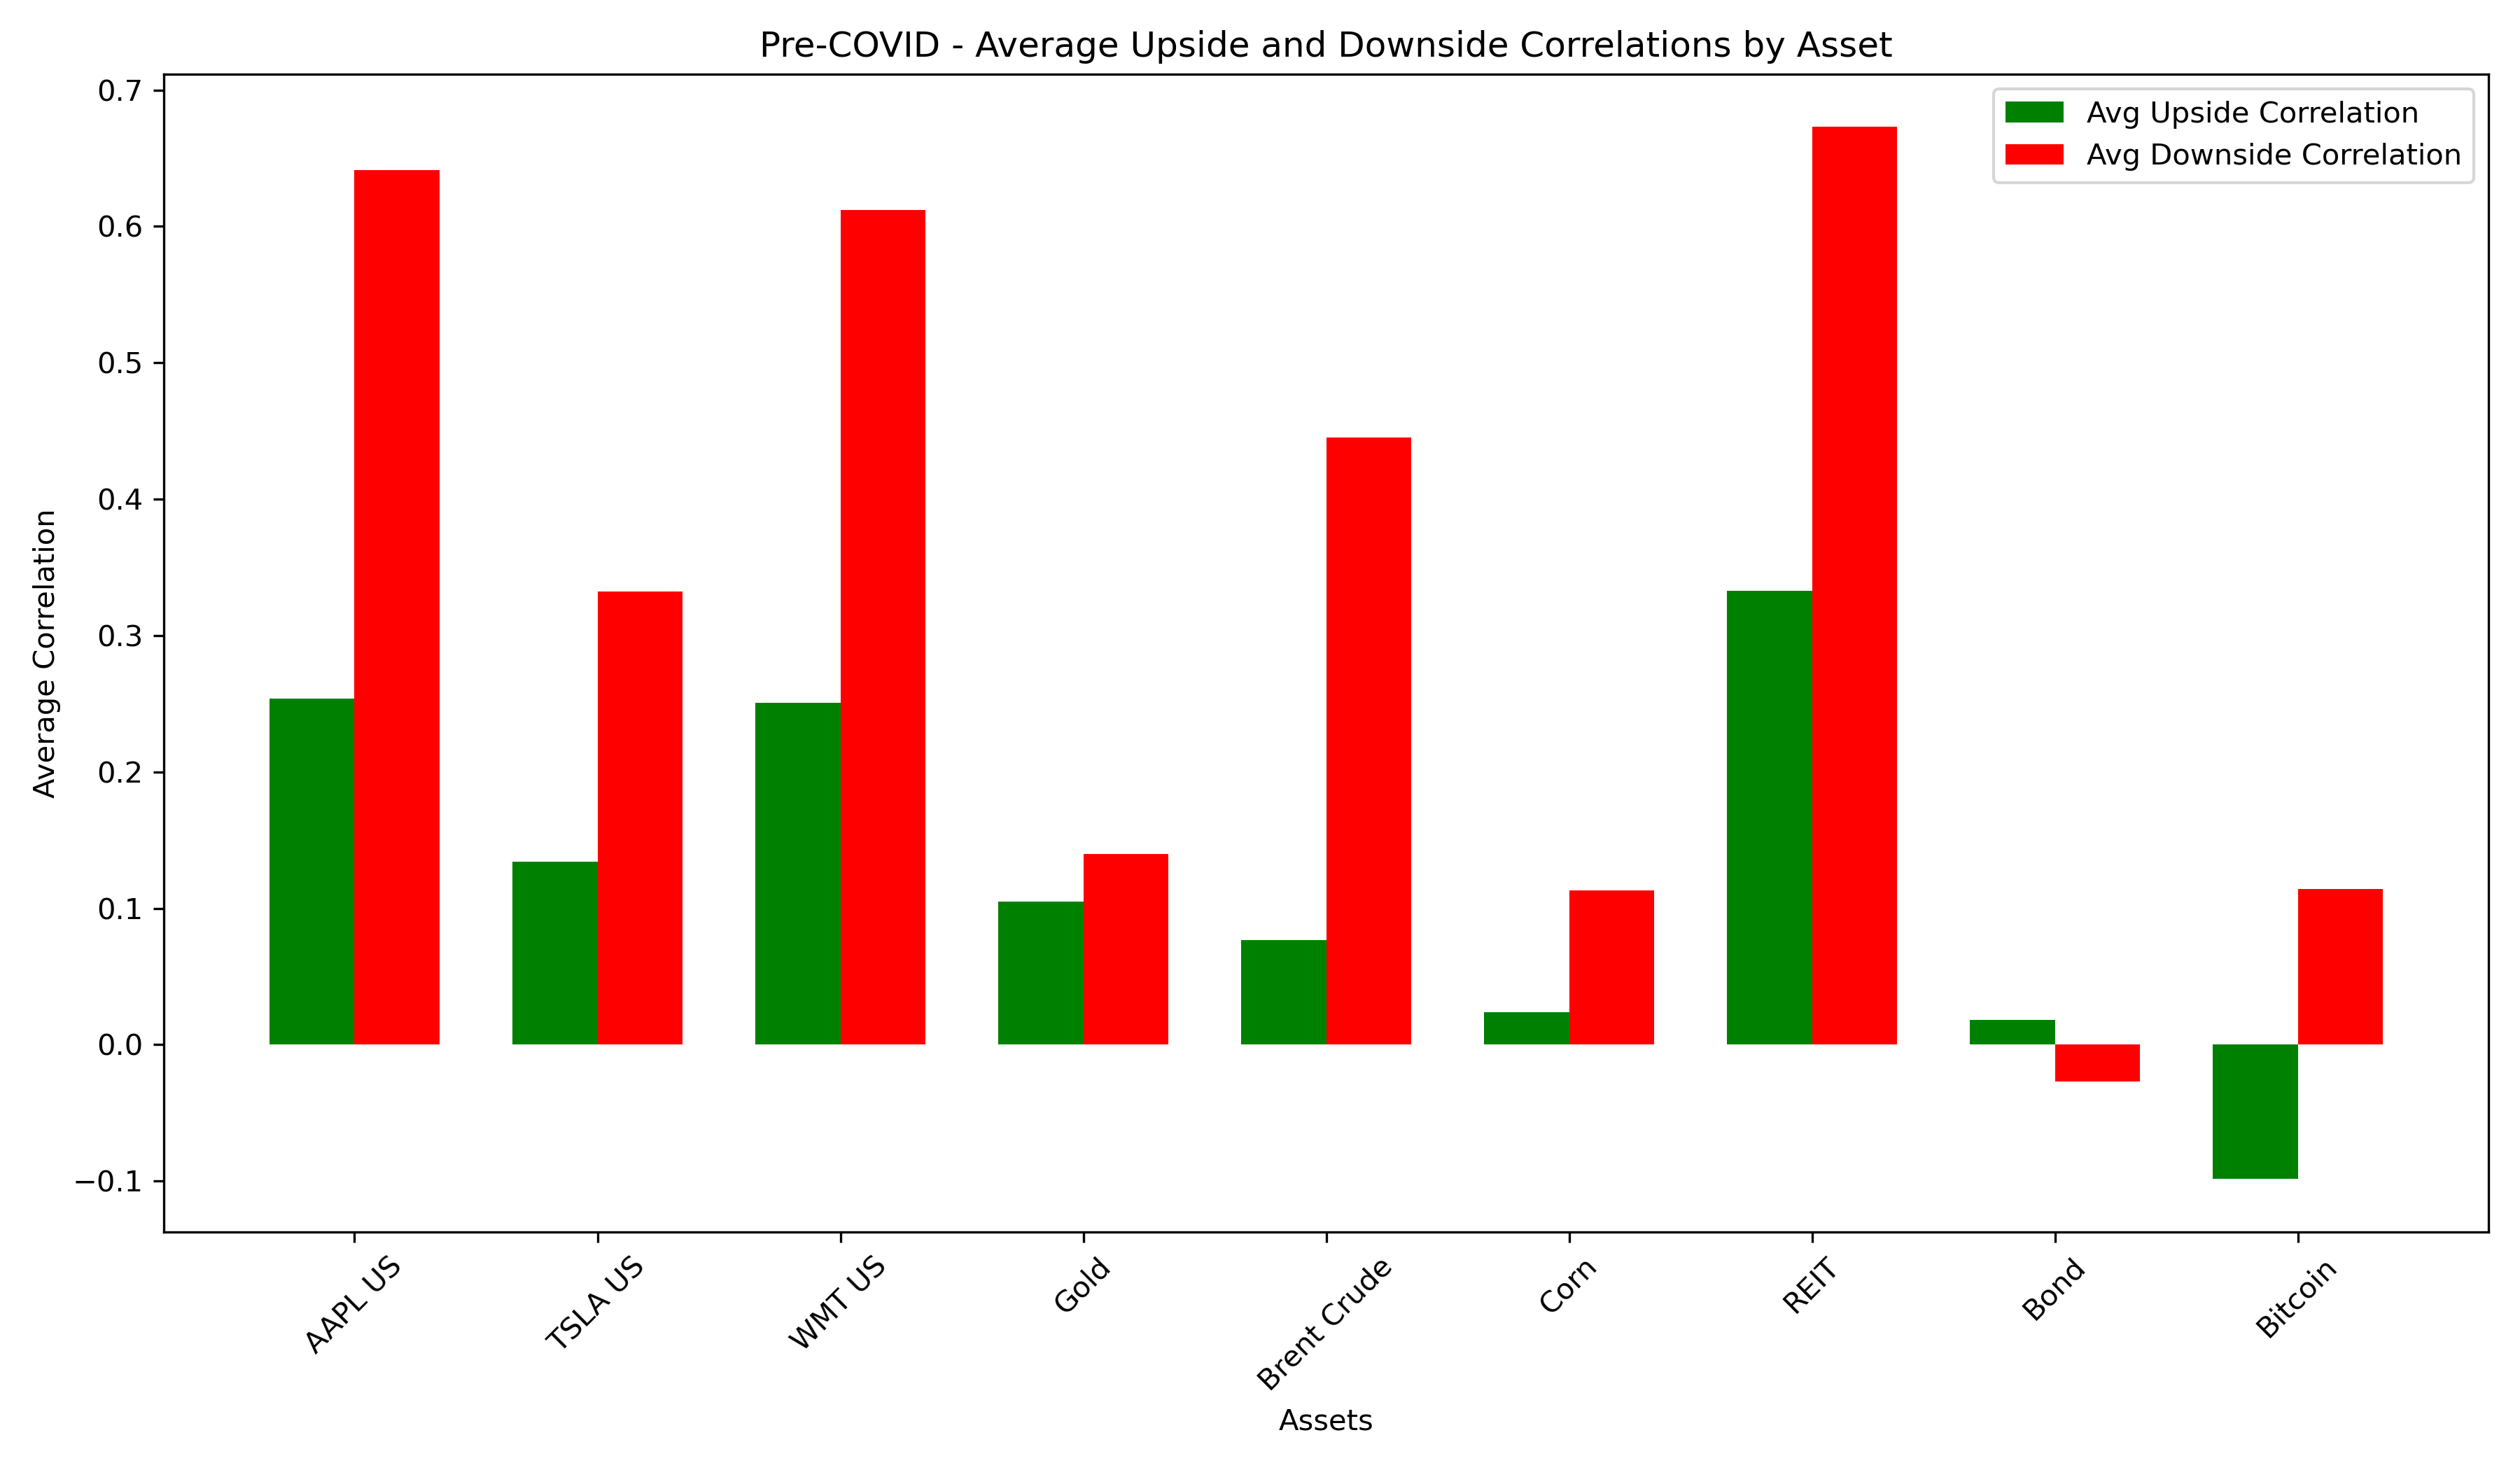 Pre-COVID - Average Upside and Downside Correlations by Asset
Avg Upside Correlation
Avg Downside Correlation
Average Correlation
0.7
0.6
0.5
0.4
0.3
0.2
0.1
0.0
−0.1
AAPL US
TSLA US
WMT US
Gold
Brent Crude
Corn
REIT
Bond
Bitcoin
Assets